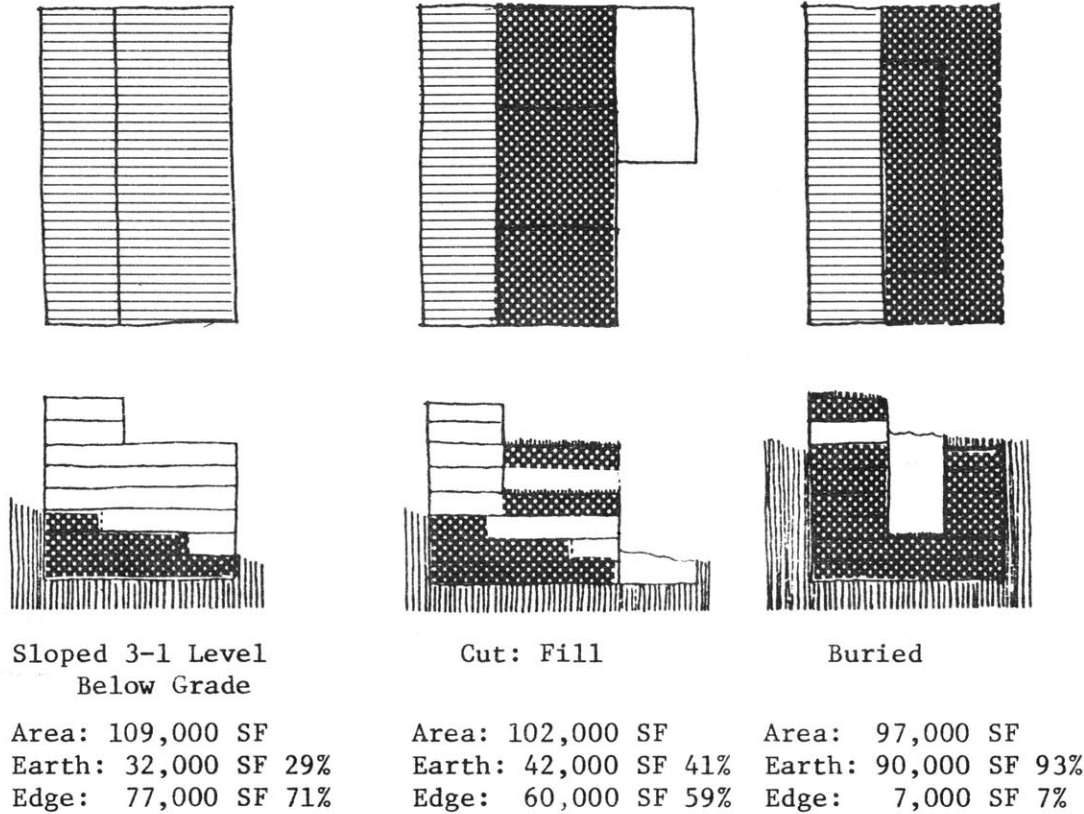 Sloped 3-1 Level
Below Grade
Area: 109,000 SF
Earth: 32,000 SF 29%
Edge: 77,000 SF 71%
Cut: Fill
Area: 102,000 SF
Earth: 42,000 SF 41%
Edge: 60,000 SF 59%
Buried
Area: 97,000 SF
Earth: 90,000 SF 93%
Edge: 7,000 SF 7%